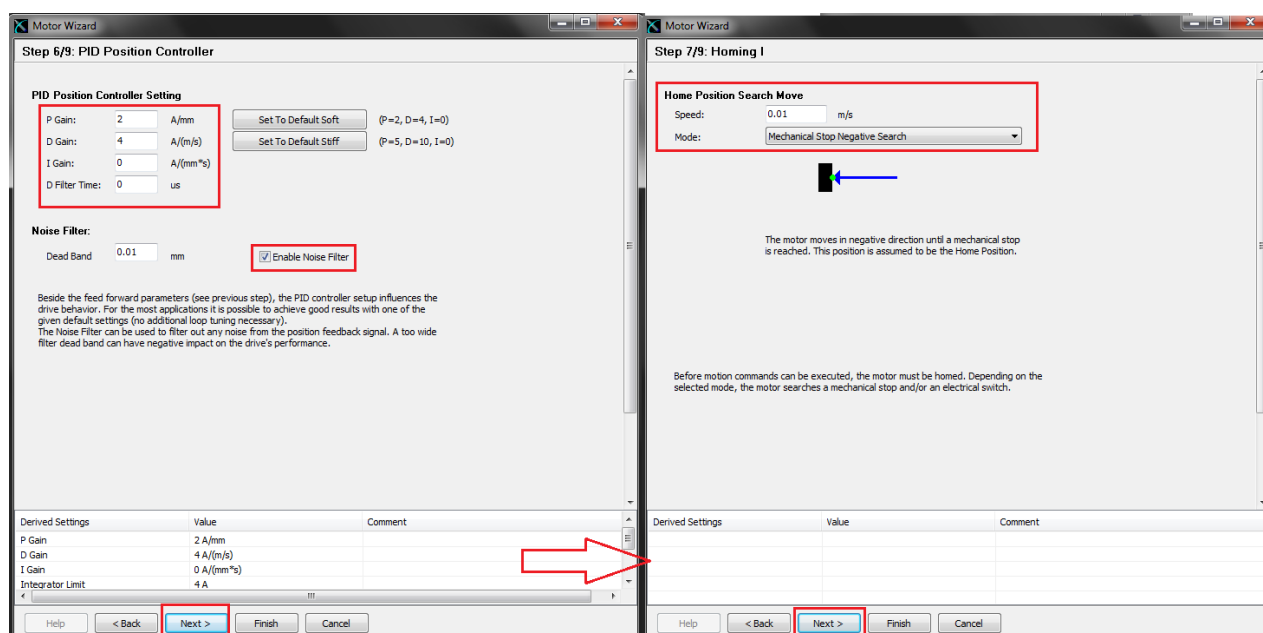 Motor Wizard
Step 6/9: PID Position Controller
PID Position Controller Setting
P Gain: 2 A/mm Set To Default Soft (P=2, D=4, I=0)
D Gain: 4 A/(m/s) Set To Default Stiff (P=5, D=10, I=0)
I Gain: 0 A/(mm*s)
D Filter Time: 0 us
Noise Filter:
Dead Band 0.01 mm Enable Noise Filter
Beside the feed forward parameters (see previous step), the PID controller setup influences the
drive behavior. For the most applications it is possible to achieve good results with one of the
given default settings (no additional loop tuning necessary).
The Noise Filter can be used to filter out any noise from the position feedback signal. A too wide
filter dead band can have negative impact on the drive's performance.
Derived Settings Value Comment
P Gain 2 A/mm
D Gain 4 A/(m/s)
I Gain 0 A/(mm*s)
Integrator Limit 4 A
Help < Back Next > Finish Cancel
Motor Wizard
Step 7/9: Homing I
Home Position Search Move
Speed: 0.01 m/s
Mode: Mechanical Stop Negative Search
The motor moves in negative direction until a mechanical stop
is reached. This position is assumed to be the Home Position.
Before motion commands can be executed, the motor must be homed. Depending on the
selected mode, the motor searches a mechanical stop and/or an electrical switch.
Derived Settings Value Comment
Help < Back Next > Finish Cancel